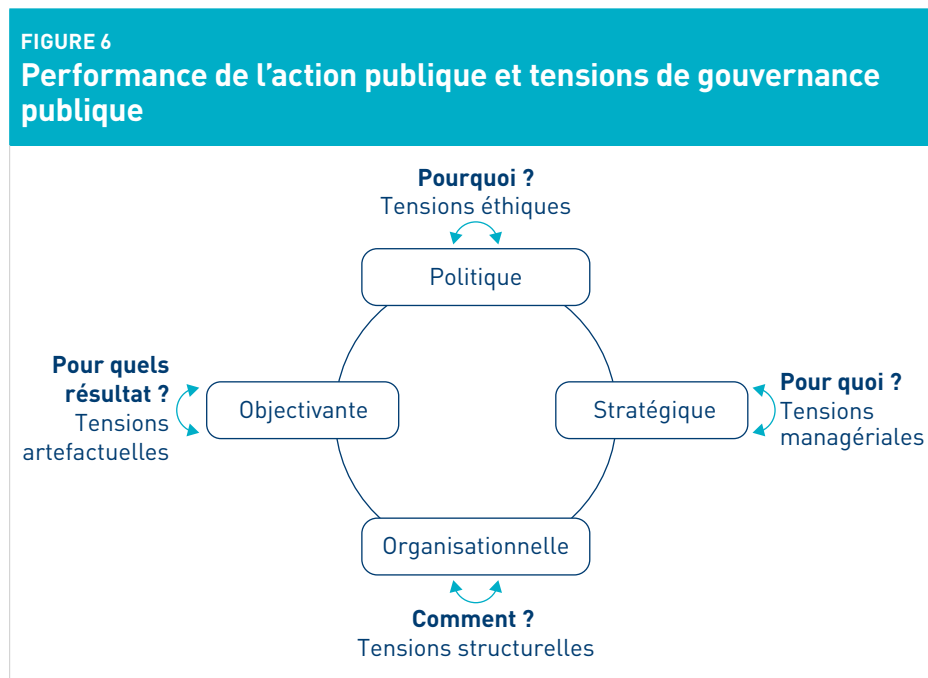 FIGURE 6
Performance de l'action publique et tensions de gouvernance
publique
Pourquoi ?
Tensions éthiques
Politique
Pour quels
résultat ?
Tensions
artefactuelles
Objectivante
Stratégique
Pour quoi ?
Tensions
managériales
Organisationnelle
Comment ?
Tensions structurelles